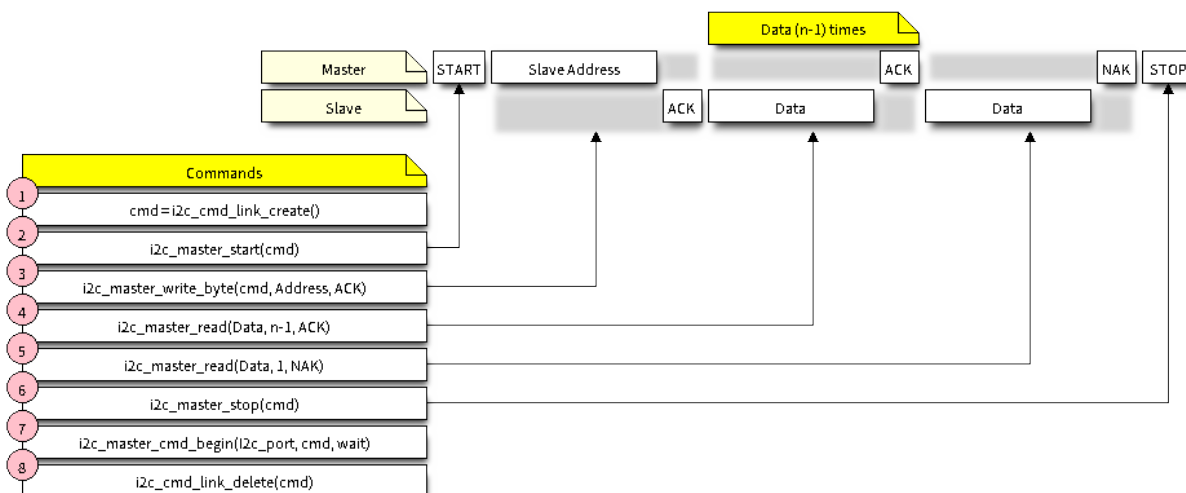 Data (n-1) times
Master START Slave Address ACK NAK STOP
Slave ACK Data Data
Commands
1
cmd = i2c_cmd_link_create()
2
i2c_master_start(cmd)
3
i2c_master_write_byte(cmd, Address, ACK)
4
i2c_master_read(Data, n-1, ACK)
5
i2c_master_read(Data, 1, NAK)
6
i2c_master_stop(cmd)
7
i2c_master_cmd_begin(I2c_port, cmd, wait)
8
i2c_cmd_link_delete(cmd)